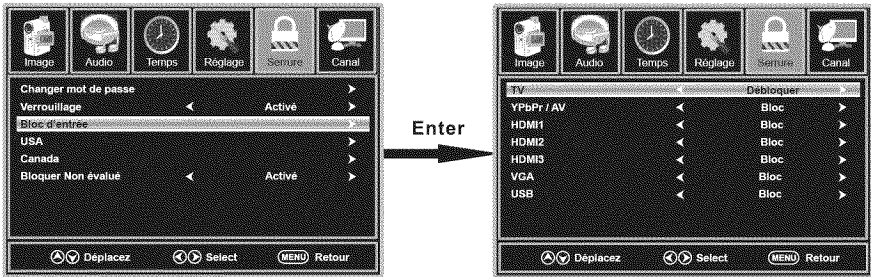 Image Audio Temps Réglage Serrure Canal
Changer mot de passe
Verrouillage Activé
Bloc d'entrée
USA
Canada
Bloquer Non évalué Activé
Déplacez Select MENU Retour
Enter
Image Audio Temps Réglage Serrure Canal
TV Débloquer
YPbPr / AV Bloc
HDMI1 Bloc
HDMI2 Bloc
HDMI3 Bloc
VGA Bloc
USB Bloc
Déplacez Select MENU Retour